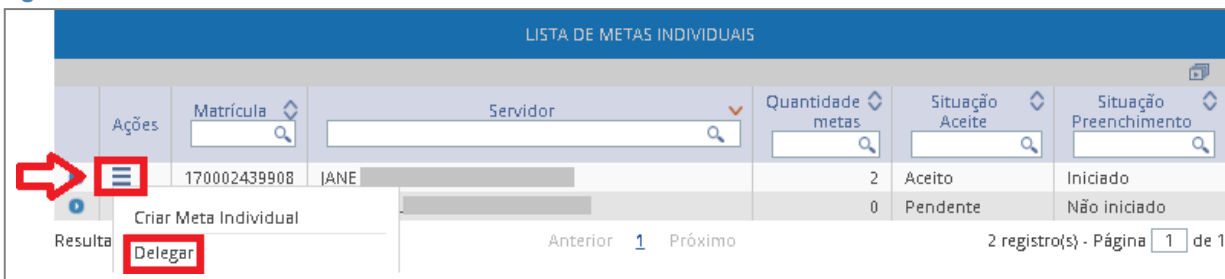 LISTA DE METAS INDIVIDUAIS
Ações Matrícula Servidor Quantidade metas Situação Aceite Situação Preenchimento
170002439908 JANE 2 Aceito Iniciado
0 Pendente Não iniciado
Criar Meta Individual
Resulta Anterior 1 Próximo 2 registro(s) - Página 1 de 1
Delegar